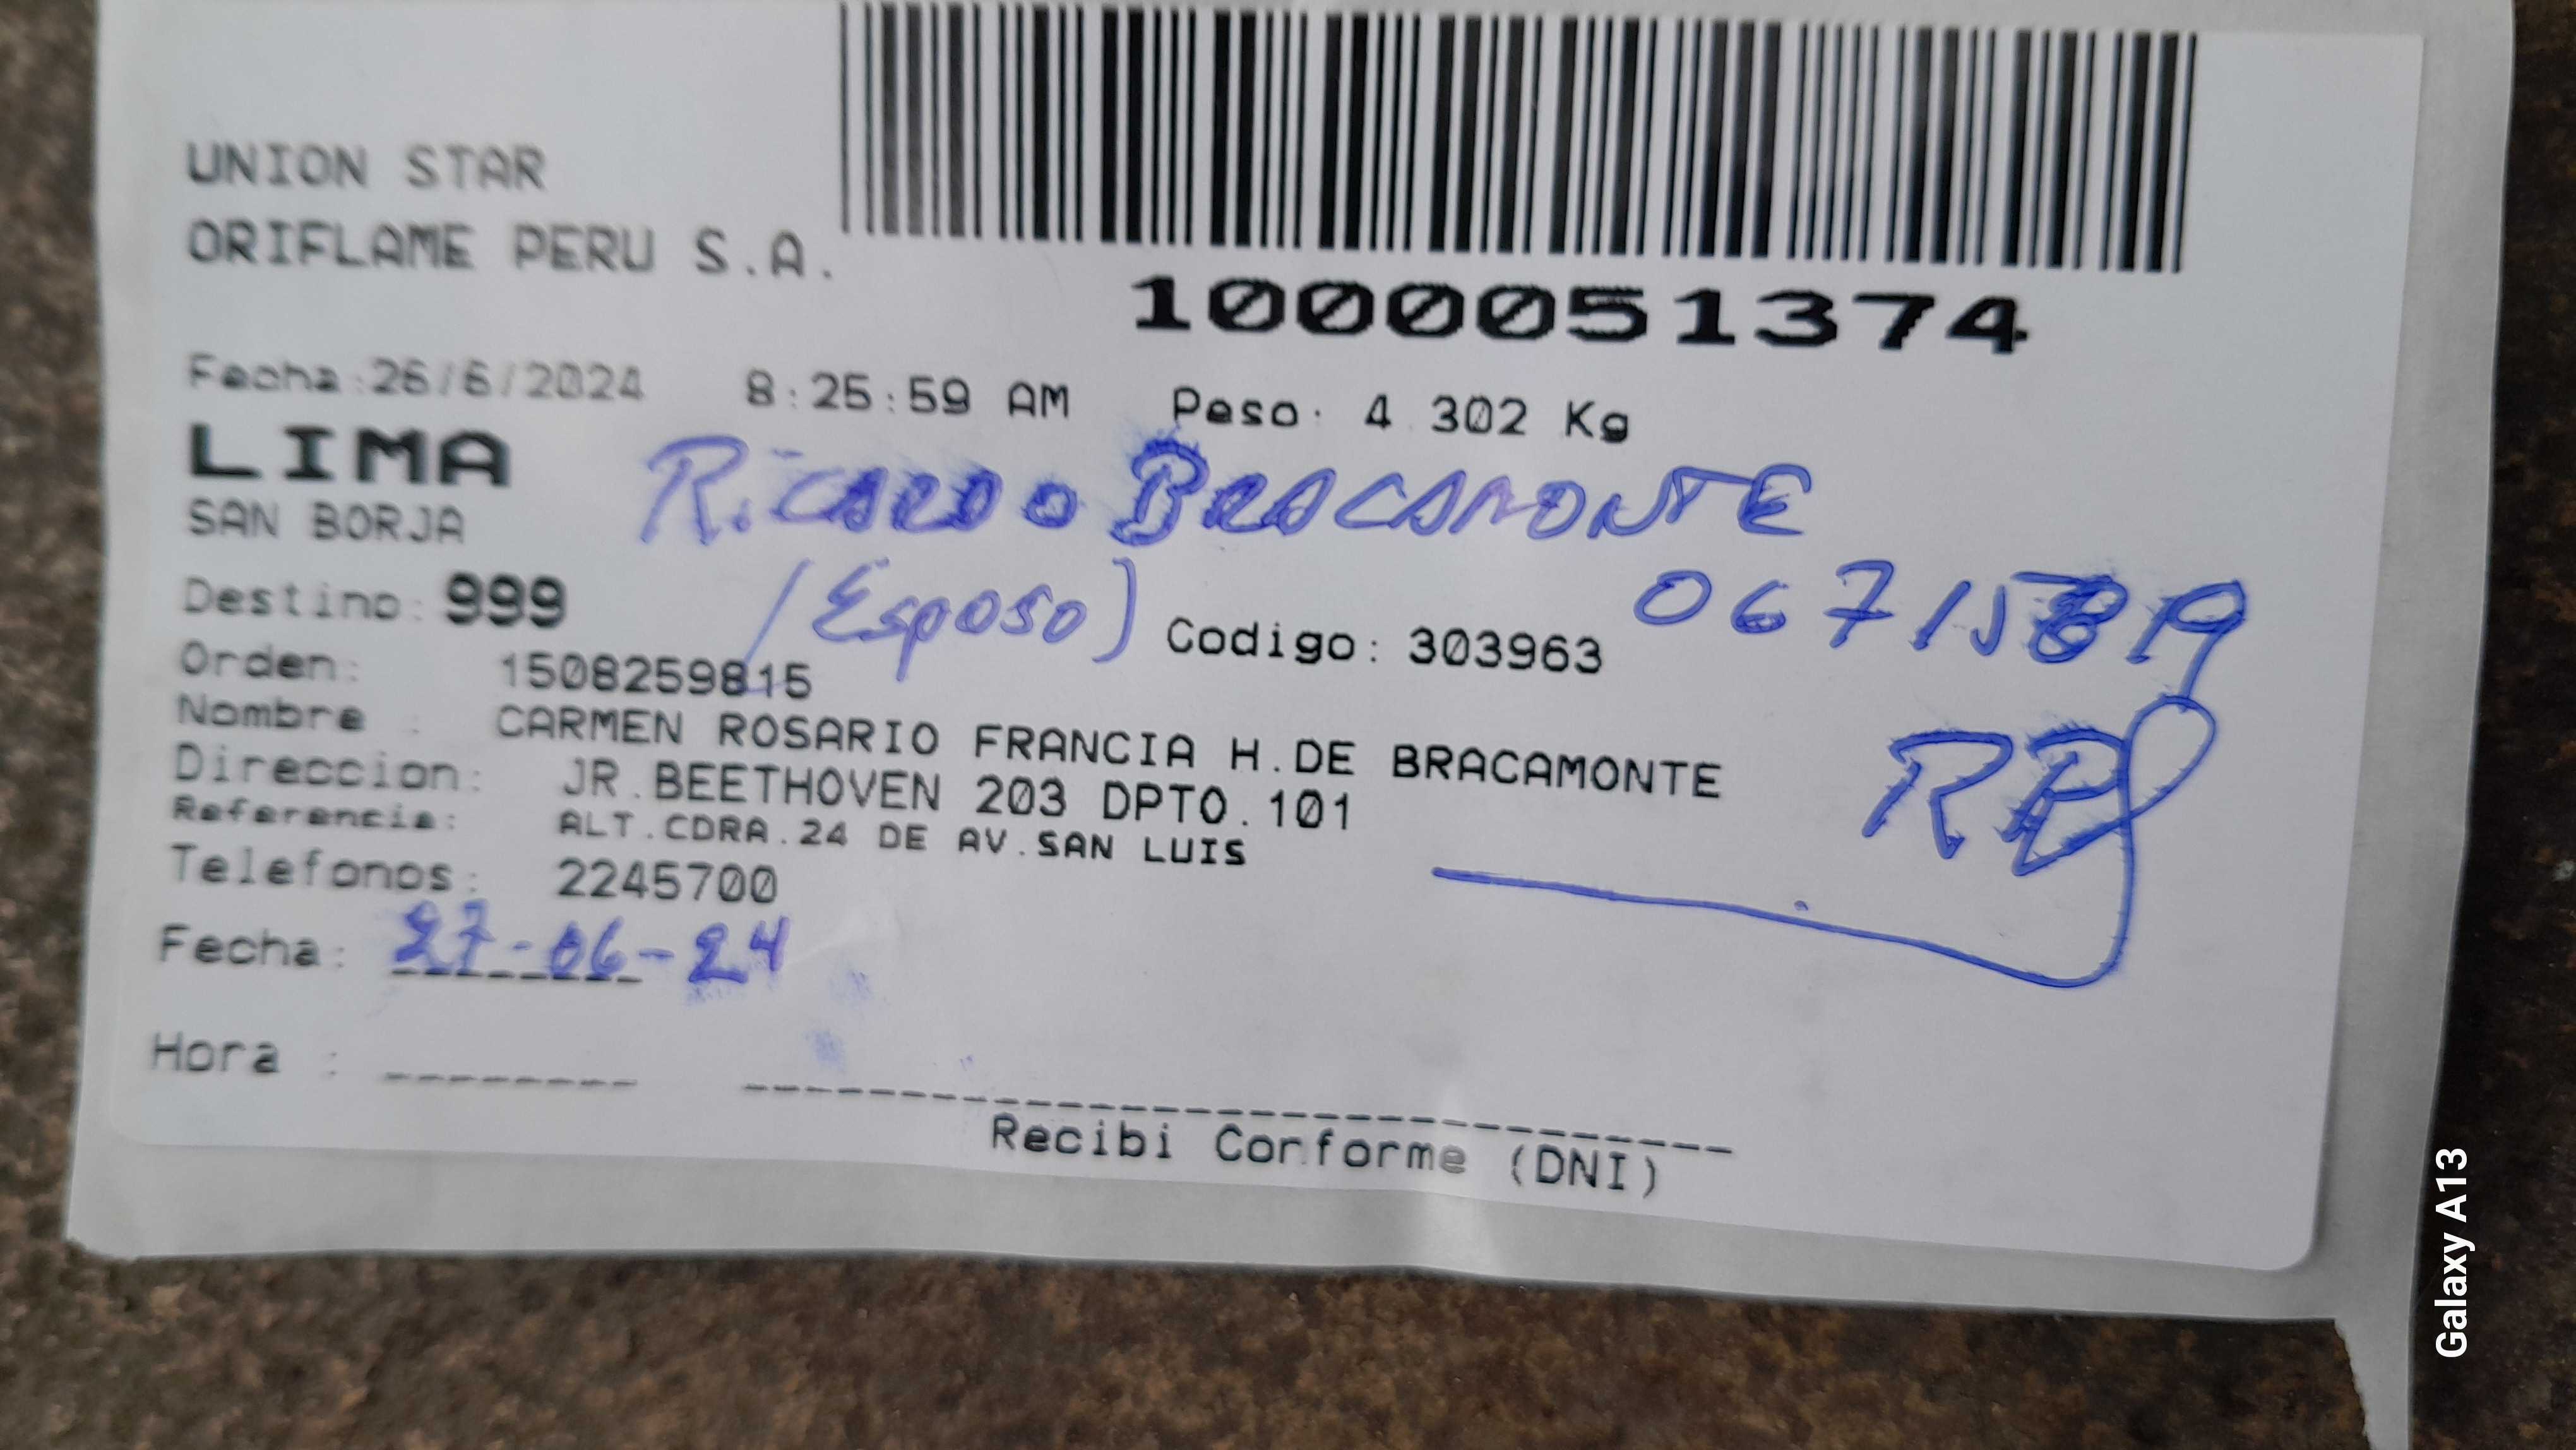 UNION STAR
ORIFLAME PERU S.A.
1000051374
Fecha:26/6/2024 8:25:59 AM Peso: 4.302 Kg
LIMA
SAN BORJA
RiCARDO BRACAMONTE
(Esposo)
Destino: 999
Codigo: 303963
Orden: 1508259815
Nombre : CARMEN ROSARIO FRANCIA H.DE BRACAMONTE
Direccion: JR.BEETHOVEN 203 DPTO.101
Referencia: ALT.CDRA.24 DE AV.SAN LUIS
Telefonos: 2245700
Fecha: 27-06-24
Hora :
Recibi Conforme (DNI)
Galaxy A13